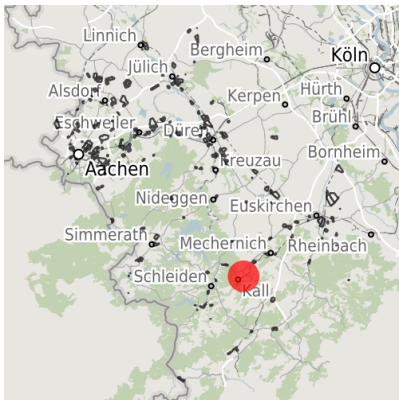 Linnich
Bergheim
Köln
Jülich
Alsdorf
Kerpen
Hürth
Eschweiler
Düren
Brühl
Aachen
Kreuzau
Bornheim
Nideggen
Euskirchen
Simmerath
Mechernich
Rheinbach
Schleiden
Kall